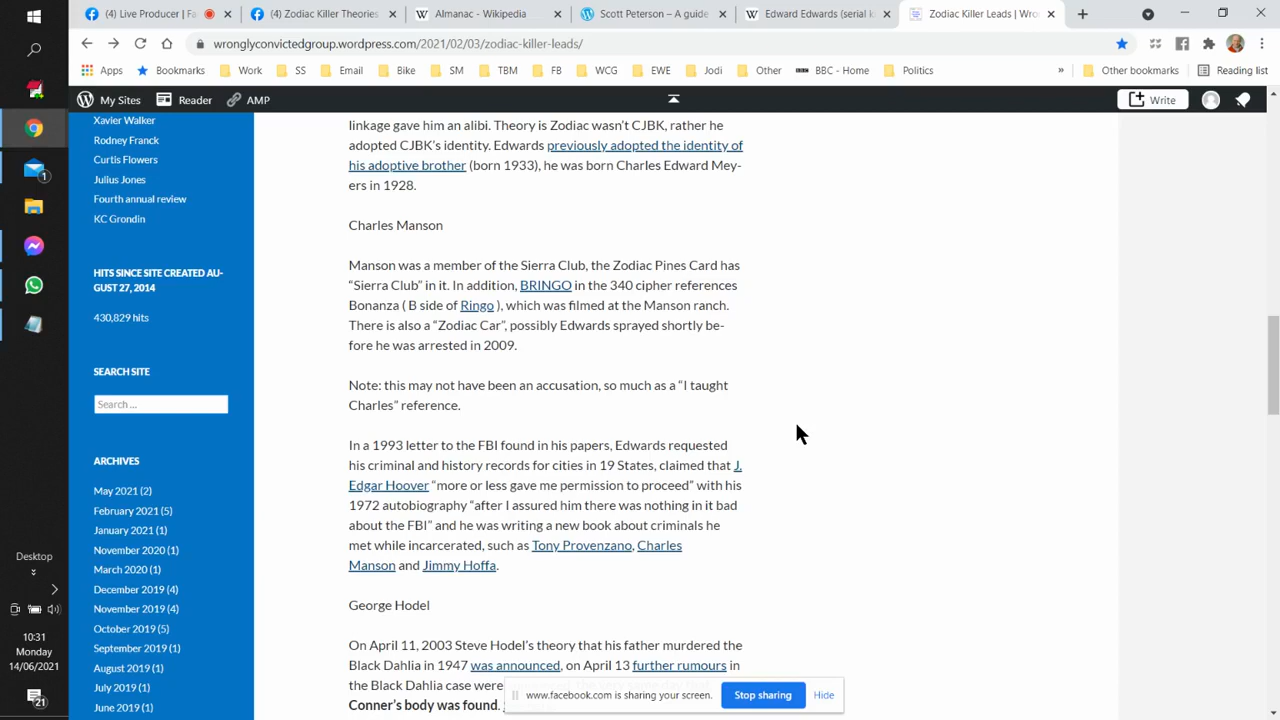 (4) Live Producer | Fa
(4) Zodiac Killer Theories
Almanac - Wikipedia
Scott Peterson – A guide
Edward Edwards (serial k
Zodiac Killer Leads | Wro
wronglyconvictedgroup.wordpress.com/2021/02/03/zodiac-killer-leads/
Apps
Bookmarks
Work
SS
Email
Bike
SM
TBM
FB
WCG
EWE
Jodi
Other
BBC - Home
Politics
»
Other bookmarks
Reading list
My Sites
Reader
AMP
Write
Xavier Walker
Rodney Franck
Curtis Flowers
Julius Jones
Fourth annual review
KC Grondin
HITS SINCE SITE CREATED AU-
GUST 27, 2014
430,829 hits
SEARCH SITE
Search ...
ARCHIVES
May 2021 (2)
February 2021 (5)
January 2021 (1)
November 2020 (1)
March 2020 (1)
December 2019 (4)
November 2019 (4)
October 2019 (5)
September 2019 (1)
August 2019 (1)
July 2019 (1)
June 2019 (1)
linkage gave him an alibi. Theory is Zodiac wasn't CJBK, rather he
adopted CJBK's identity. Edwards previously adopted the identity of
his adoptive brother (born 1933), he was born Charles Edward Mey-
ers in 1928.
Charles Manson
Manson was a member of the Sierra Club, the Zodiac Pines Card has
"Sierra Club" in it. In addition, BRINGO in the 340 cipher references
Bonanza ( B side of Ringo ), which was filmed at the Manson ranch.
There is also a "Zodiac Car", possibly Edwards sprayed shortly be-
fore he was arrested in 2009.
Note: this may not have been an accusation, so much as a "I taught
Charles" reference.
In a 1993 letter to the FBI found in his papers, Edwards requested
his criminal and history records for cities in 19 States, claimed that J.
Edgar Hoover "more or less gave me permission to proceed" with his
1972 autobiography "after I assured him there was nothing in it bad
about the FBI" and he was writing a new book about criminals he
met while incarcerated, such as Tony Provenzano, Charles
Manson and Jimmy Hoffa.
George Hodel
On April 11, 2003 Steve Hodel's theory that his father murdered the
Black Dahlia in 1947 was announced, on April 13 further rumours in
the Black Dahlia case were
Conner's body was found.
www.facebook.com is sharing your screen.
Stop sharing
Hide
1
Desktop
10:31
Monday
14/06/2021
21